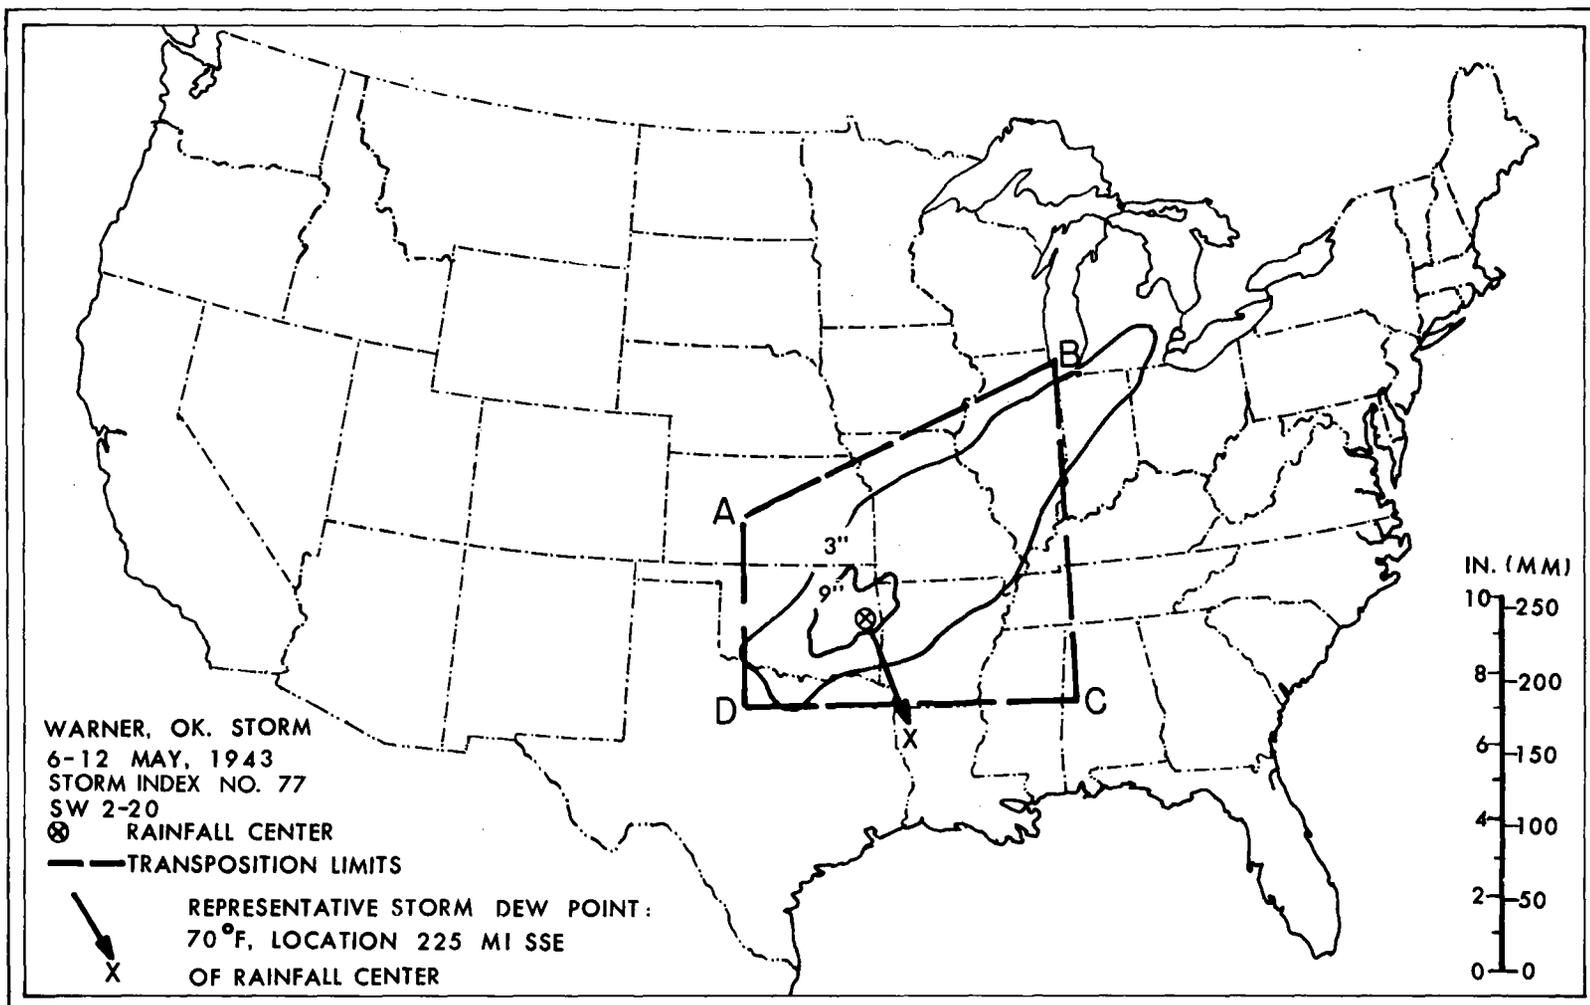 B
A
3"
9"
D
C
X
IN. (MM)
10 250
8 200
6 150
4 100
2 50
0 0
WARNER, OK. STORM
6-12 MAY, 1943
STORM INDEX NO. 77
SW 2-20
⊗ RAINFALL CENTER
TRANSPOSITION LIMITS
REPRESENTATIVE STORM DEW POINT:
70°F, LOCATION 225 MI SSE
X OF RAINFALL CENTER